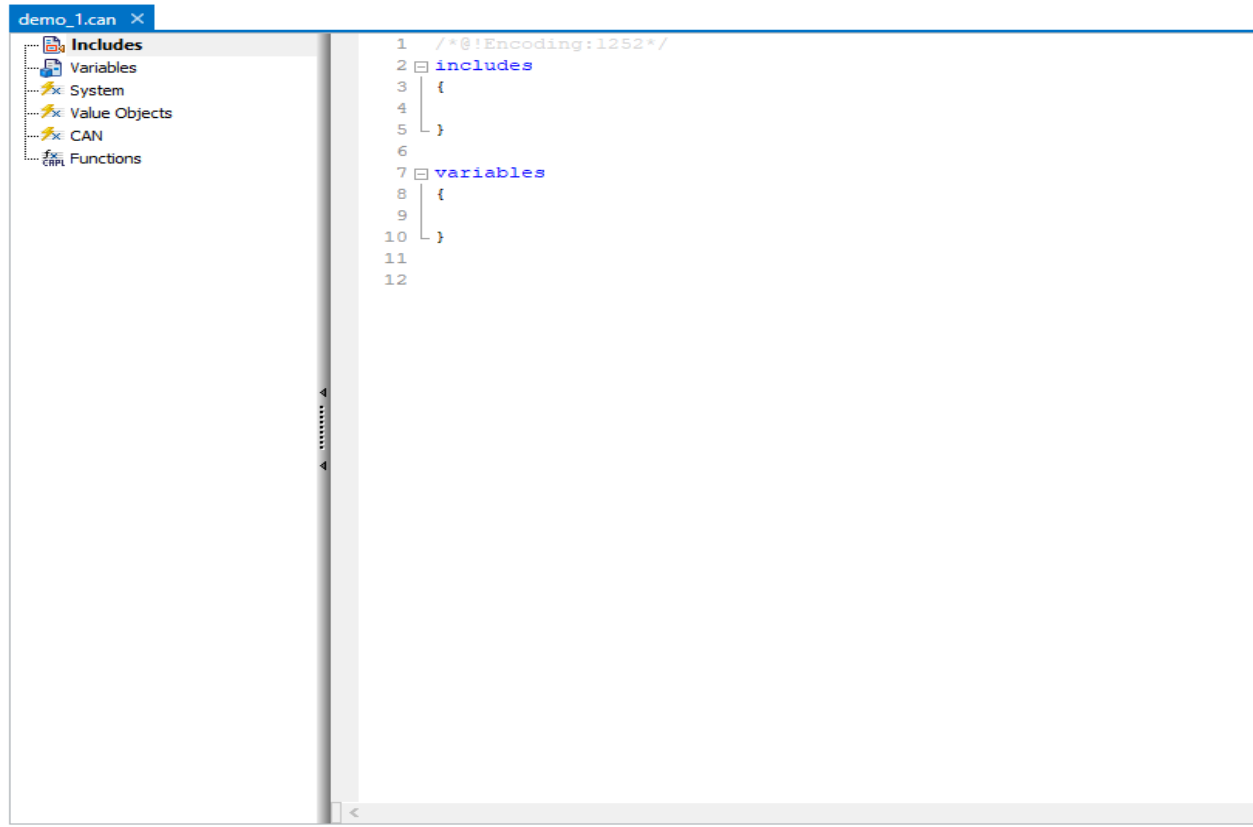 demo_1.can
Includes
Variables
System
Value Objects
CAN
Functions
1 /*@!Encoding:1252*/
2 includes
3 {
4
5 }
6
7 variables
8 {
9
10 }
11
12